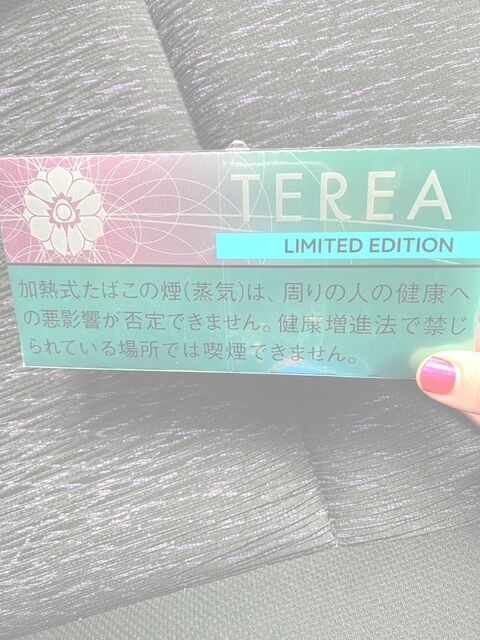 TEREA
LIMITED EDITION
加熱式たばこの煙(蒸気)は、周りの人の健康へ
の悪影響が否定できません。健康増進法で禁じ
られている場所では喫煙できません。